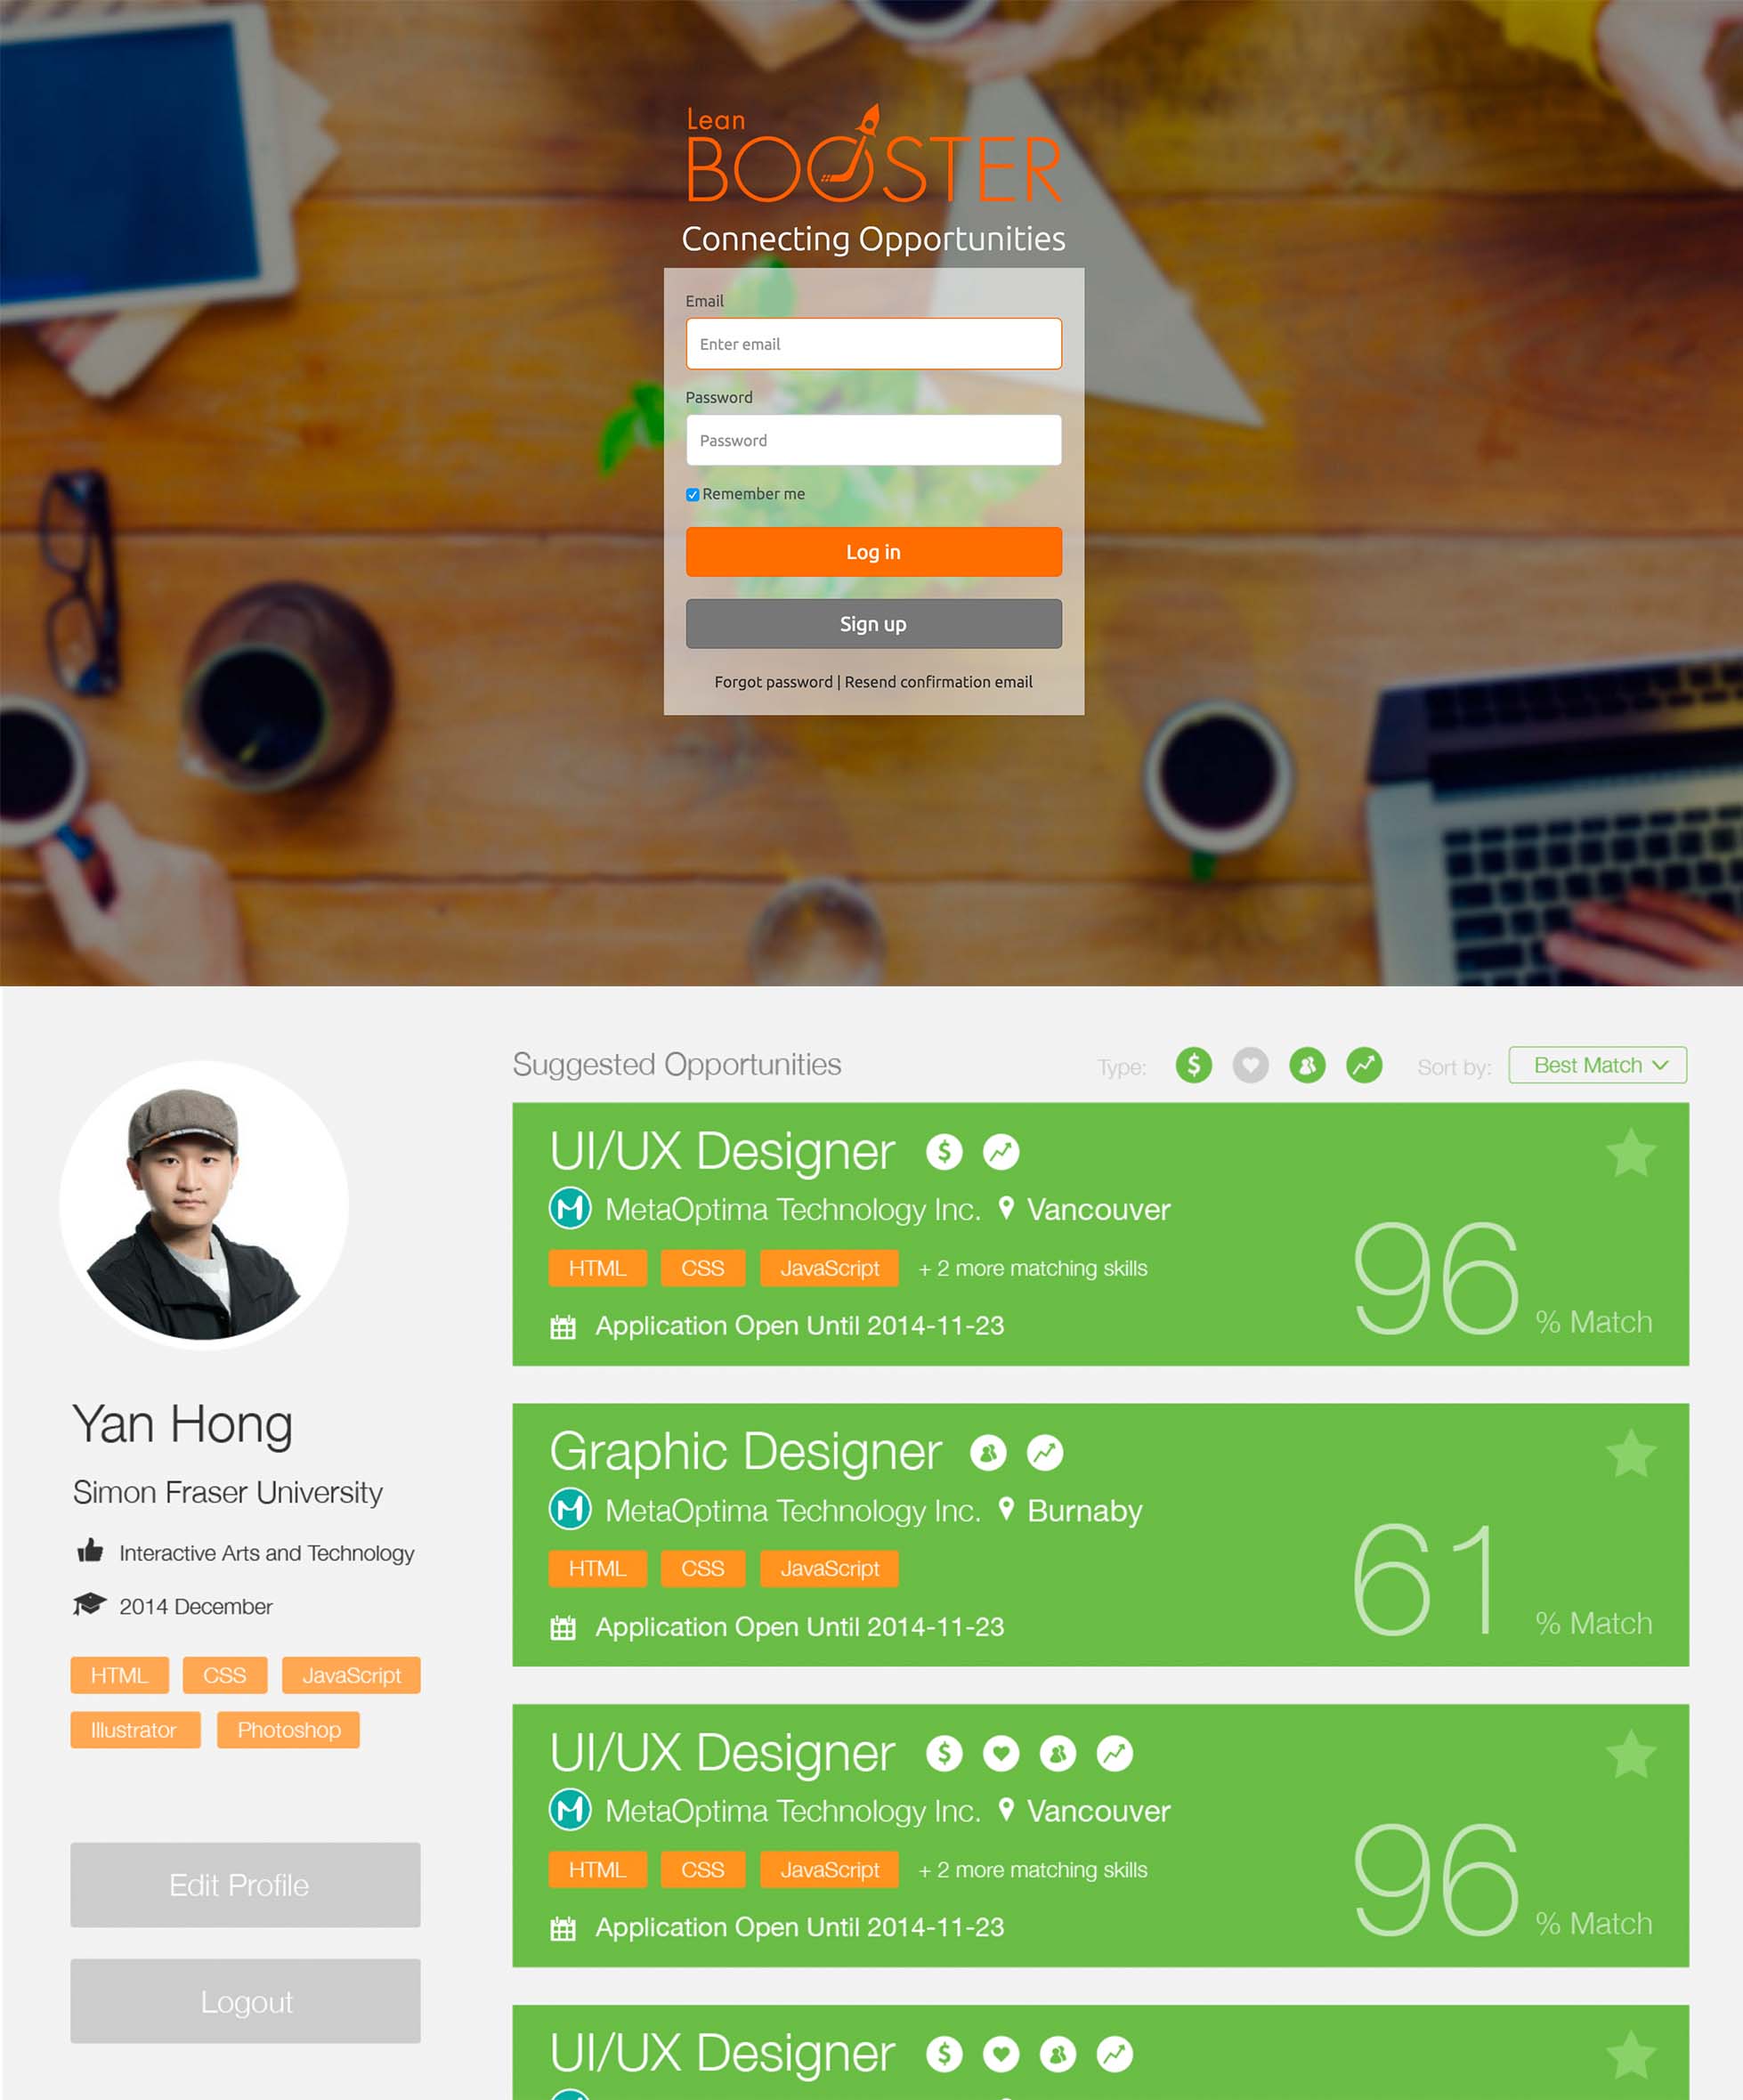 Lean
BOOSTER
Connecting Opportunities
Email
Enter email
Password
Password
Remember me
Log in
Sign up
Forgot password | Resend confirmation email
Suggested Opportunities
Type:
Sort by:
Best Match
UI/UX Designer
MetaOptima Technology Inc. Vancouver
HTML CSS JavaScript + 2 more matching skills
Application Open Until 2014-11-23
96 % Match
Yan Hong
Simon Fraser University
Interactive Arts and Technology
2014 December
HTML CSS JavaScript
Illustrator Photoshop
Edit Profile
Logout
Graphic Designer
MetaOptima Technology Inc. Burnaby
HTML CSS JavaScript
Application Open Until 2014-11-23
61 % Match
UI/UX Designer
MetaOptima Technology Inc. Vancouver
HTML CSS JavaScript + 2 more matching skills
Application Open Until 2014-11-23
96 % Match
UI/UX Designer